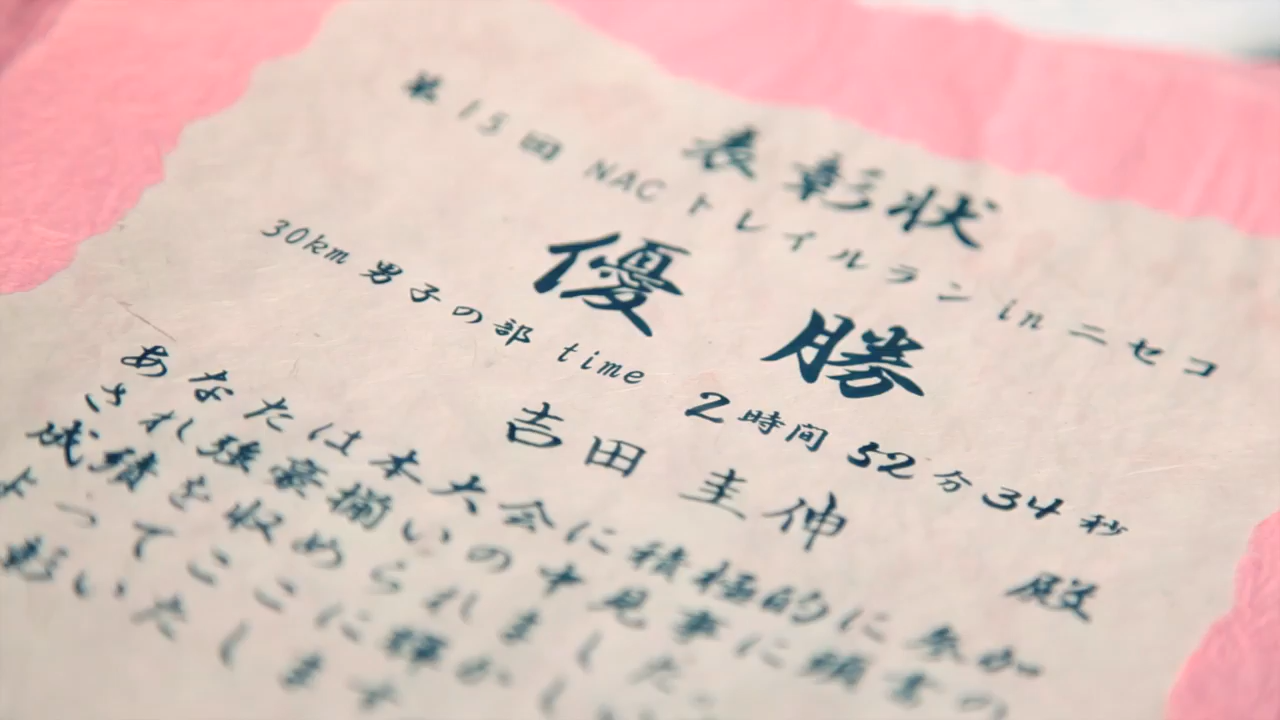 表彰状
第15回 NACトレイルラン in ニセコ
優勝
30km 男子の部 time 2時間52分34秒
吉田 圭伸 殿
あなたは本大会に積極的に参加
され強豪揃いの中見事に頭書の
成績を収められました。
よってここに輝かしい
彰いたします